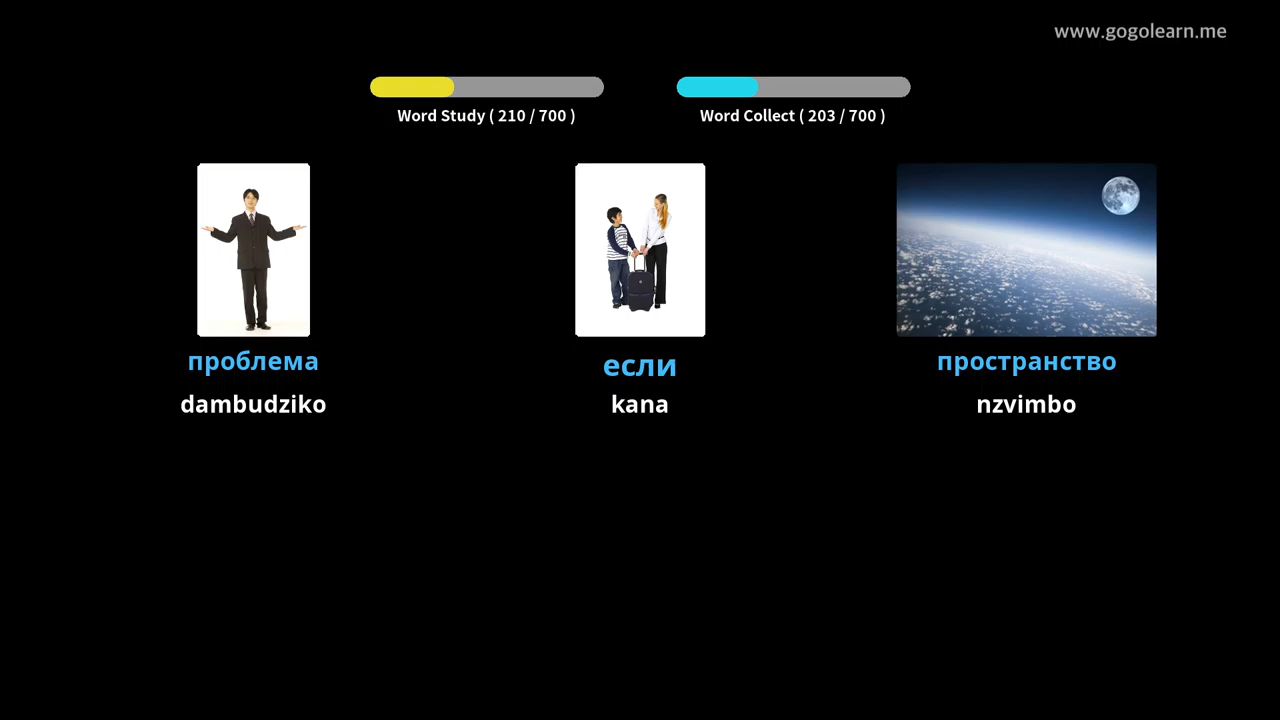 www.gogolearn.me
Word Study ( 210 / 700 )
Word Collect ( 203 / 700 )
проблема
dambudziko
если
kana
пространство
nzvimbo